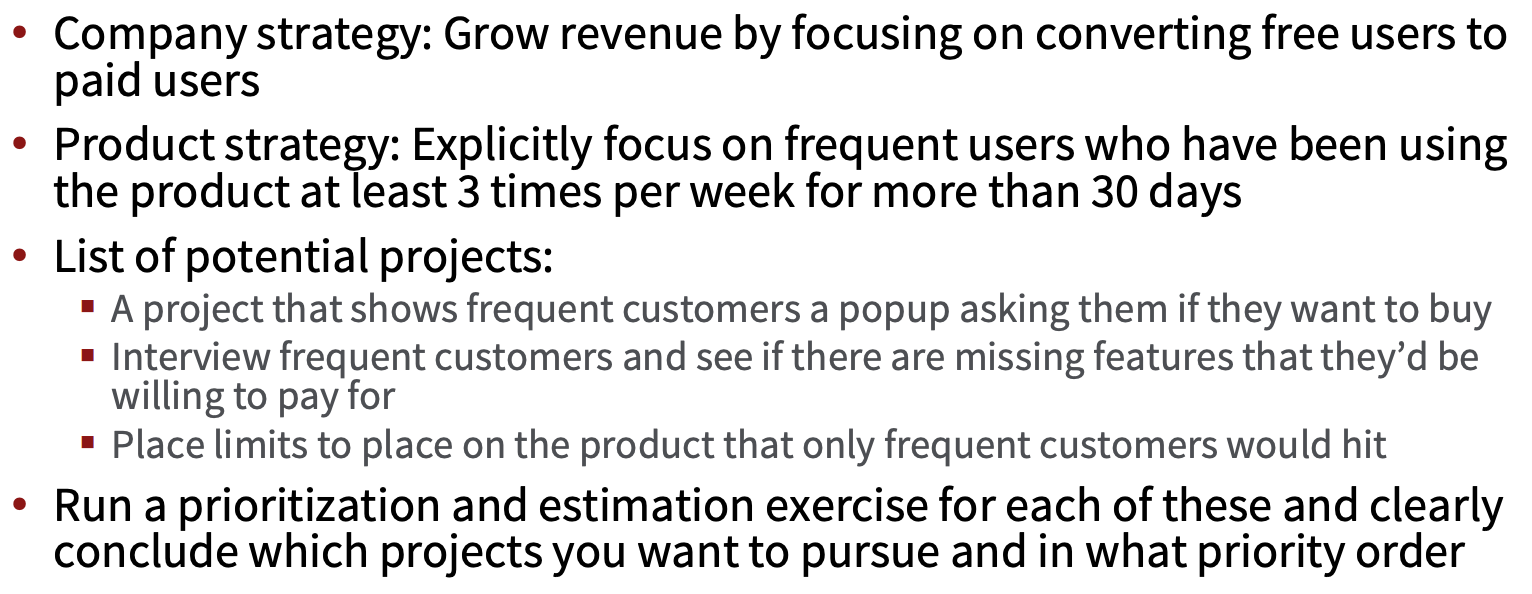 • Company strategy: Grow revenue by focusing on converting free users to
paid users
• Product strategy: Explicitly focus on frequent users who have been using
the product at least 3 times per week for more than 30 days
• List of potential projects:
▪ A project that shows frequent customers a popup asking them if they want to buy
▪ Interview frequent customers and see if there are missing features that they’d be
willing to pay for
▪ Place limits to place on the product that only frequent customers would hit
• Run a prioritization and estimation exercise for each of these and clearly
conclude which projects you want to pursue and in what priority order